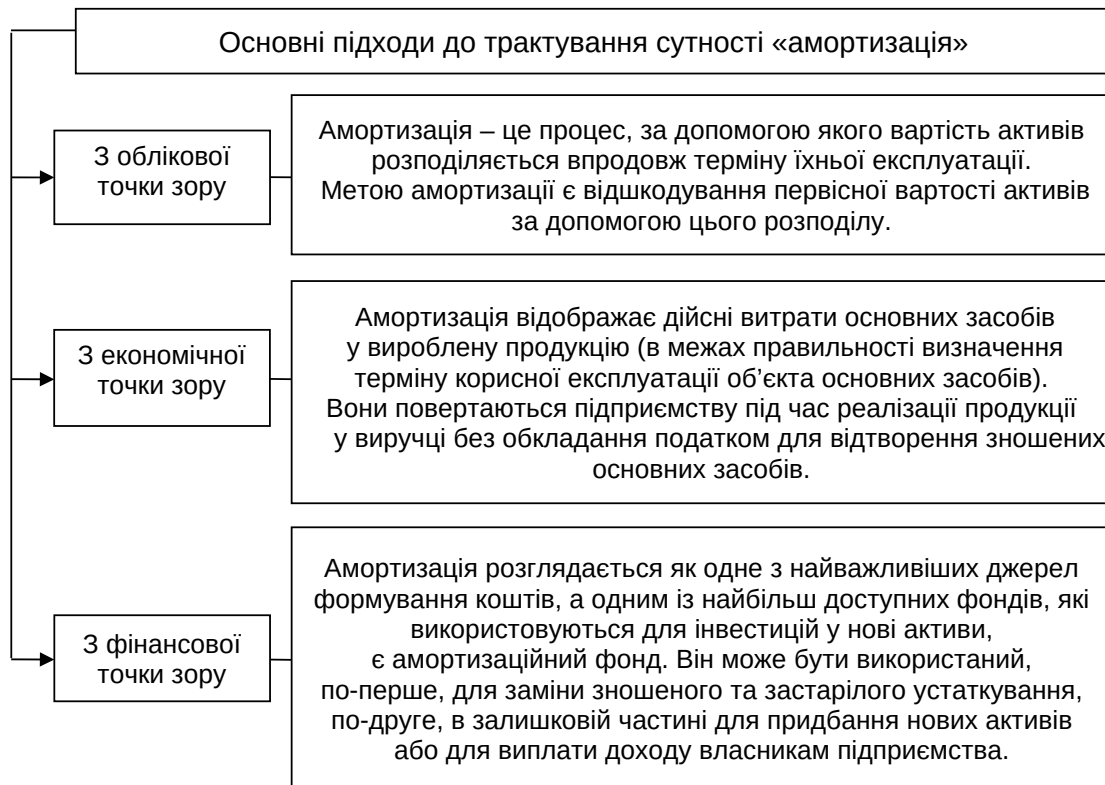 Основні підходи до трактування сутності «амортизація»
З облікової
точки зору
Амортизація – це процес, за допомогою якого вартість активів
розподіляється впродовж терміну їхньої експлуатації.
Метою амортизації є відшкодування первісної вартості активів
за допомогою цього розподілу.
З економічної
точки зору
Амортизація відображає дійсні витрати основних засобів
у вироблену продукцію (в межах правильності визначення
терміну корисної експлуатації об’єкта основних засобів).
Вони повертаються підприємству під час реалізації продукції
у виручці без обкладання податком для відтворення зношених
основних засобів.
З фінансової
точки зору
Амортизація розглядається як одне з найважливіших джерел
формування коштів, а одним із найбільш доступних фондів, які
використовуються для інвестицій у нові активи,
є амортизаційний фонд. Він може бути використаний,
по-перше, для заміни зношеного та застарілого устаткування,
по-друге, в залишковій частині для придбання нових активів
або для виплати доходу власникам підприємства.